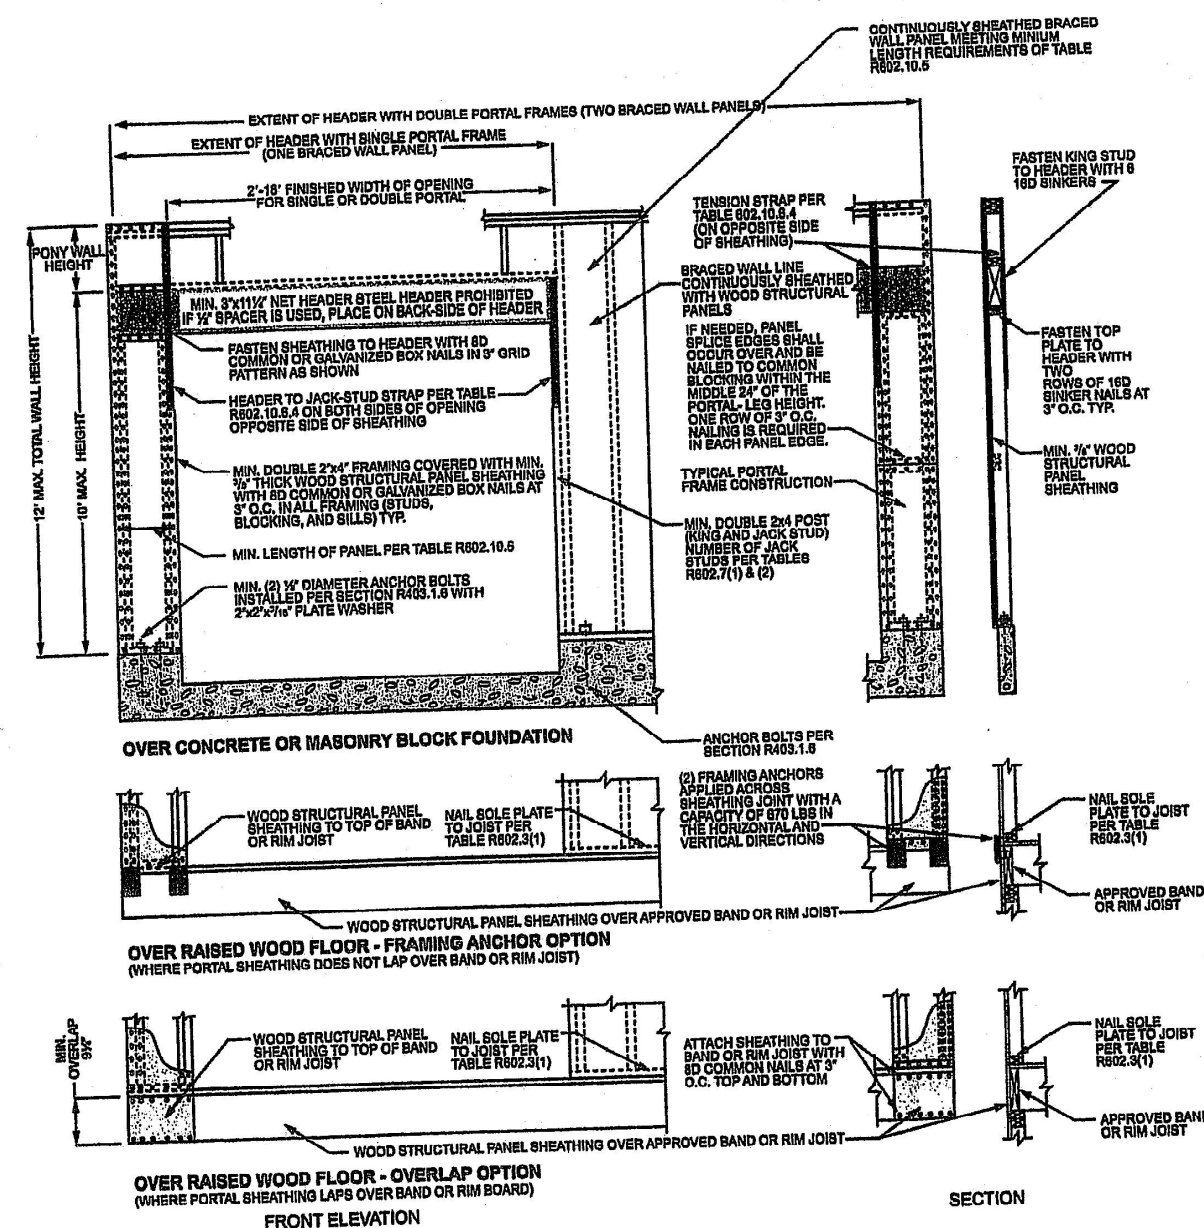 CONTINUOUSLY SHEATHED BRACED
WALL PANEL MEETING MINIUM
LENGTH REQUIREMENTS OF TABLE
R602.10.5
EXTENT OF HEADER WITH DOUBLE PORTAL FRAMES (TWO BRACED WALL PANELS)
EXTENT OF HEADER WITH SINGLE PORTAL FRAME
(ONE BRACED WALL PANEL)
2'-18' FINISHED WIDTH OF OPENING
FOR SINGLE OR DOUBLE PORTAL
FASTEN KING STUD
TO HEADER WITH 6
16D SINKERS
TENSION STRAP PER
TABLE 602.10.6.4
(ON OPPOSITE SIDE
OF SHEATHING)
PONY WALL
HEIGHT
12' MAX. TOTAL WALL HEIGHT
10' MAX. HEIGHT
MIN. 3"x11¼" NET HEADER STEEL HEADER PROHIBITED
IF ½" SPACER IS USED, PLACE ON BACK-SIDE OF HEADER
BRACED WALL LINE
CONTINUOUSLY SHEATHED
WITH WOOD STRUCTURAL
PANELS
FASTEN SHEATHING TO HEADER WITH 8D
COMMON OR GALVANIZED BOX NAILS IN 3" GRID
PATTERN AS SHOWN
HEADER TO JACK-STUD STRAP PER TABLE
R602.10.6.4 ON BOTH SIDES OF OPENING
OPPOSITE SIDE OF SHEATHING
IF NEEDED, PANEL
SPLICE EDGES SHALL
OCCUR OVER AND BE
NAILED TO COMMON
BLOCKING WITHIN THE
MIDDLE 24" OF THE
PORTAL-LEG HEIGHT.
ONE ROW OF 3" O.C.
NAILING IS REQUIRED
IN EACH PANEL EDGE.
FASTEN TOP
PLATE TO
HEADER WITH
TWO
ROWS OF 16D
SINKER NAILS AT
3" O.C. TYP.
MIN. DOUBLE 2"x4" FRAMING COVERED WITH MIN.
⅜" THICK WOOD STRUCTURAL PANEL SHEATHING
WITH 8D COMMON OR GALVANIZED BOX NAILS AT
3" O.C. IN ALL FRAMING (STUDS,
BLOCKING, AND SILLS) TYP.
TYPICAL PORTAL
FRAME CONSTRUCTION
MIN. ⅜" WOOD
STRUCTURAL
PANEL
SHEATHING
MIN. LENGTH OF PANEL PER TABLE R602.10.5
MIN. DOUBLE 2x4 POST
(KING AND JACK STUD)
NUMBER OF JACK
STUDS PER TABLES
R602.7(1) & (2)
MIN. (2) ½" DIAMETER ANCHOR BOLTS
INSTALLED PER SECTION R403.1.6 WITH
2"x2"x³/₁₆" PLATE WASHER
OVER CONCRETE OR MASONRY BLOCK FOUNDATION
ANCHOR BOLTS PER
SECTION R403.1.6
WOOD STRUCTURAL PANEL
SHEATHING TO TOP OF BAND
OR RIM JOIST
NAIL SOLE PLATE
TO JOIST PER
TABLE R602.3(1)
(2) FRAMING ANCHORS
APPLIED ACROSS
SHEATHING JOINT WITH A
CAPACITY OF 670 LBS IN
THE HORIZONTAL AND
VERTICAL DIRECTIONS
NAIL SOLE
PLATE TO JOIST
PER TABLE
R602.3(1)
APPROVED BAND
OR RIM JOIST
WOOD STRUCTURAL PANEL SHEATHING OVER APPROVED BAND OR RIM JOIST
OVER RAISED WOOD FLOOR - FRAMING ANCHOR OPTION
(WHERE PORTAL SHEATHING DOES NOT LAP OVER BAND OR RIM JOIST)
MIN.
OVERLAP
9½"
WOOD STRUCTURAL PANEL
SHEATHING TO TOP OF BAND
OR RIM JOIST
NAIL SOLE PLATE
TO JOIST PER
TABLE R602.3(1)
ATTACH SHEATHING TO
BAND OR RIM JOIST WITH
8D COMMON NAILS AT 3"
O.C. TOP AND BOTTOM
NAIL SOLE
PLATE TO JOIST
PER TABLE
R602.3(1)
APPROVED BAND
OR RIM JOIST
WOOD STRUCTURAL PANEL SHEATHING OVER APPROVED BAND OR RIM JOIST
OVER RAISED WOOD FLOOR - OVERLAP OPTION
(WHERE PORTAL SHEATHING LAPS OVER BAND OR RIM BOARD)
FRONT ELEVATION
SECTION